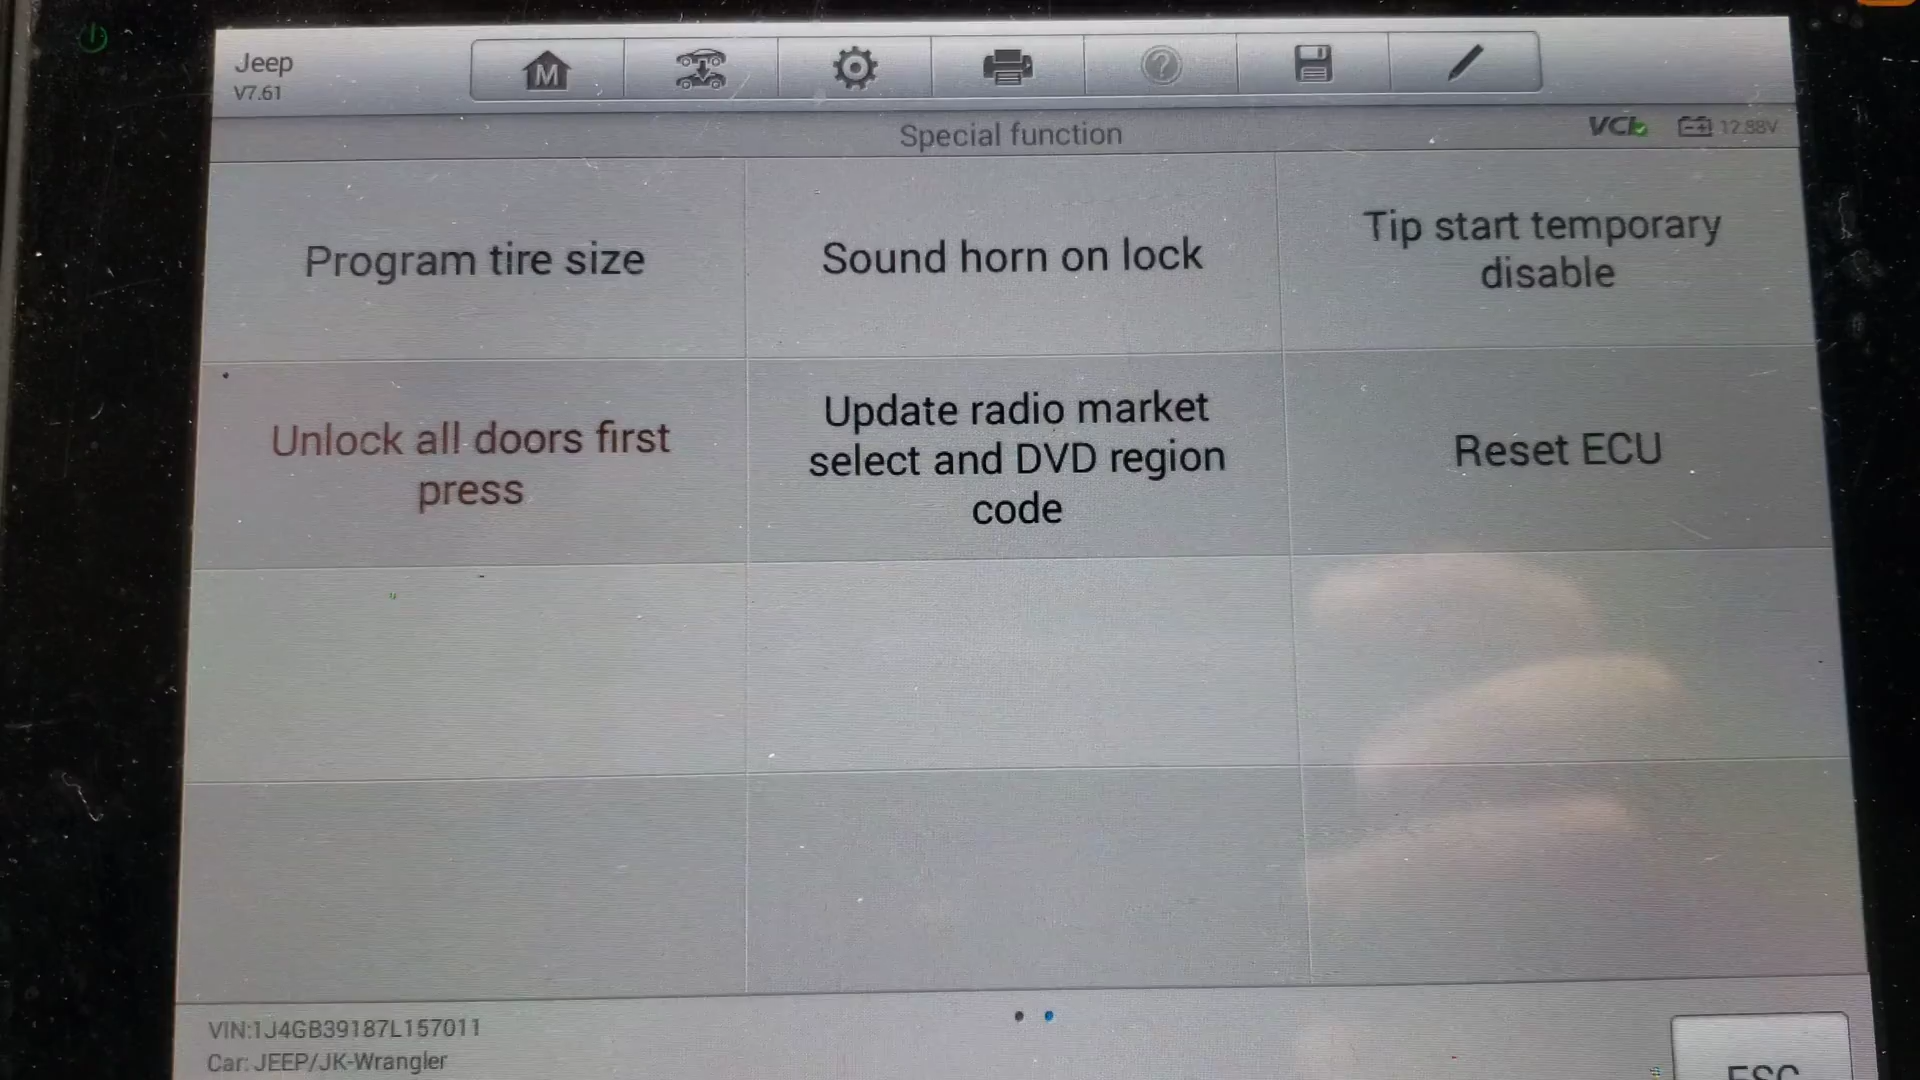 Jeep
V7.61
M
?
Special function
VCI
12.88V
Program tire size
Sound horn on lock
Tip start temporary
disable
Unlock all doors first
press
Update radio market
select and DVD region
code
Reset ECU
VIN:1J4GB39187L157011
Car: JEEP/JK-Wrangler
ESC